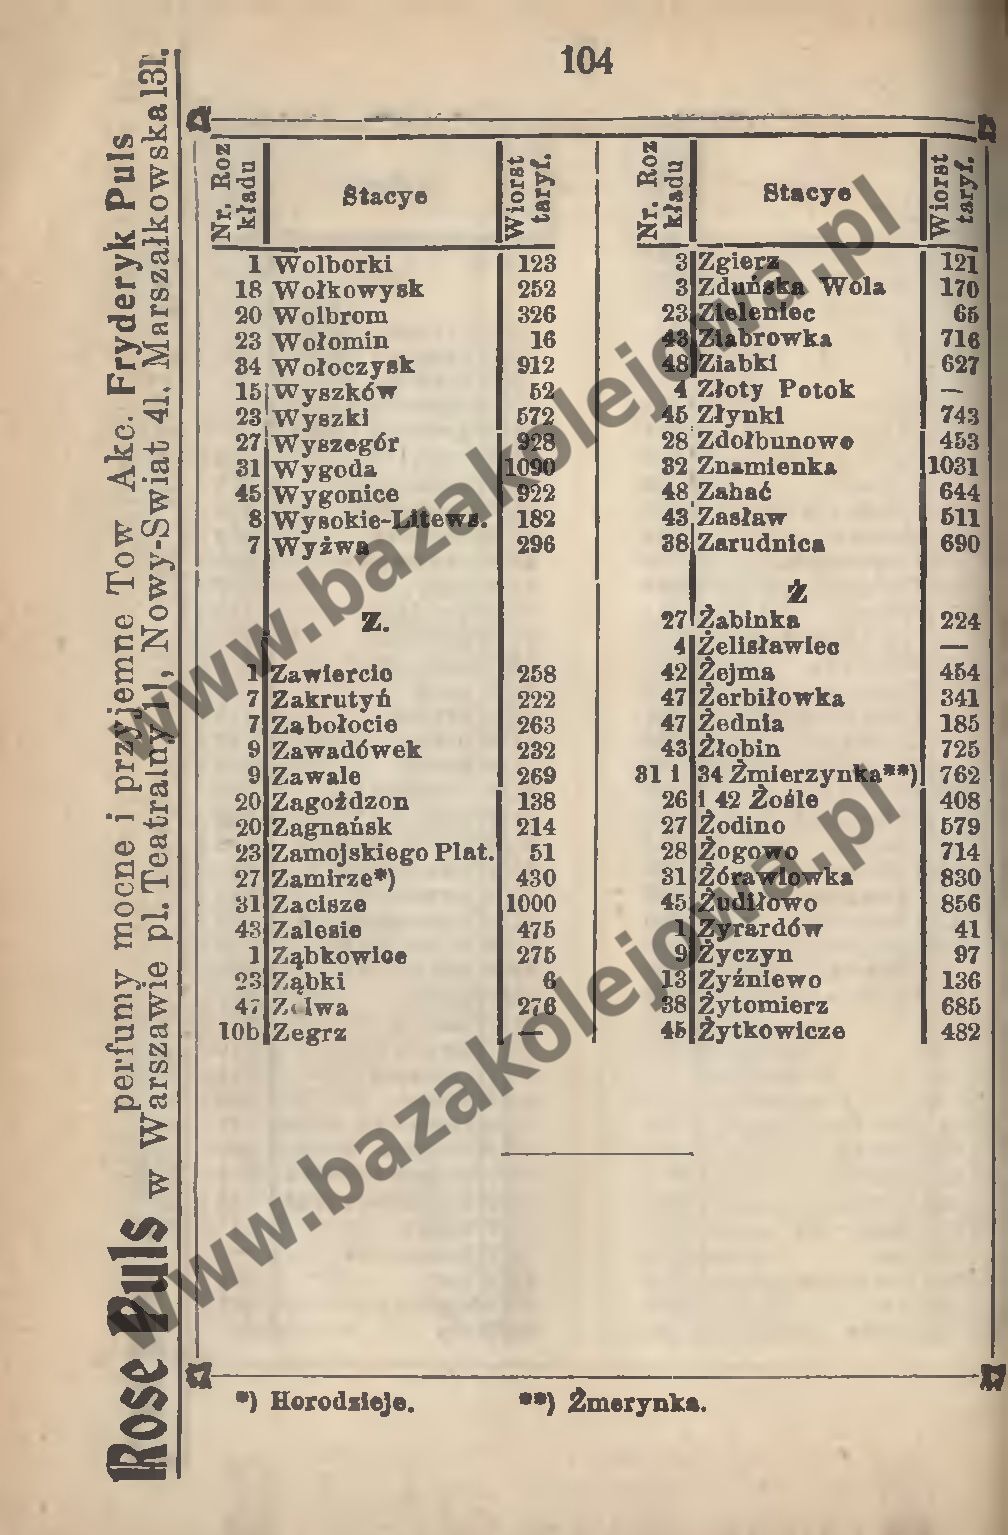 104
Nr. Roz kładu Stacye Wiorst taryf.
1 Wolborki 123
18 Wołkowysk 252
20 Wolbrom 326
23 Wołomin 16
34 Wołoczysk 912
15 Wyszków 52
23 Wyszki 572
27 Wyszegór 928
31 Wygoda 1090
45 Wygonice 922
8 Wysokie-Litews. 182
7 Wyżwa 296
Z.
1 Zawiercie 258
7 Zakrutyń 222
7 Zabołocie 263
9 Zawadówek 232
9 Zawale 269
20 Zagożdzon 138
20 Zagnańsk 214
23 Zamojskiego Plat. 51
27 Zamirze*) 430
31 Zacisze 1000
43 Zalesie 475
1 Ząbkowice 275
23 Ząbki 6
47 Zelwa 276
10b Zegrz —
Nr. Roz kładu Stacye Wiorst taryf.
3 Zgierz 121
3 Zduńska Wola 170
23 Zieleniec 65
43 Ziabrowka 716
48 Ziabki 627
4 Złoty Potok —
45 Złynki 743
28 Zdołbunowo 453
32 Znamienka 1031
48 Zahać 644
43 Zasław 511
38 Zarudnica 690
Ż
27 Żabinka 224
4 Żelisławiec —
42 Żejma 454
47 Żerbiłowka 341
47 Żednia 185
43 Żłobin 725
31 i 34 Żmierzynka**) 762
26 i 42 Żośle 408
27 Żodino 579
28 Żogowo 714
31 Żórawlowka 830
45 Żudiłowo 856
1 Żyrardów 41
9 Życzyn 97
13 Żyźniewo 136
38 Żytomierz 685
45 Żytkowicze 482
*) Horodzieje. **) Żmerynka.
Rose Puls perfumy mocne i przyjemne Tow Akc. Fryderyk Puls
w Warszawie pl. Teatralny 11, Nowy-Swiat 41, Marszałkowska 131.
www.bazakolejowa.pl
www.bazakolejowa.pl